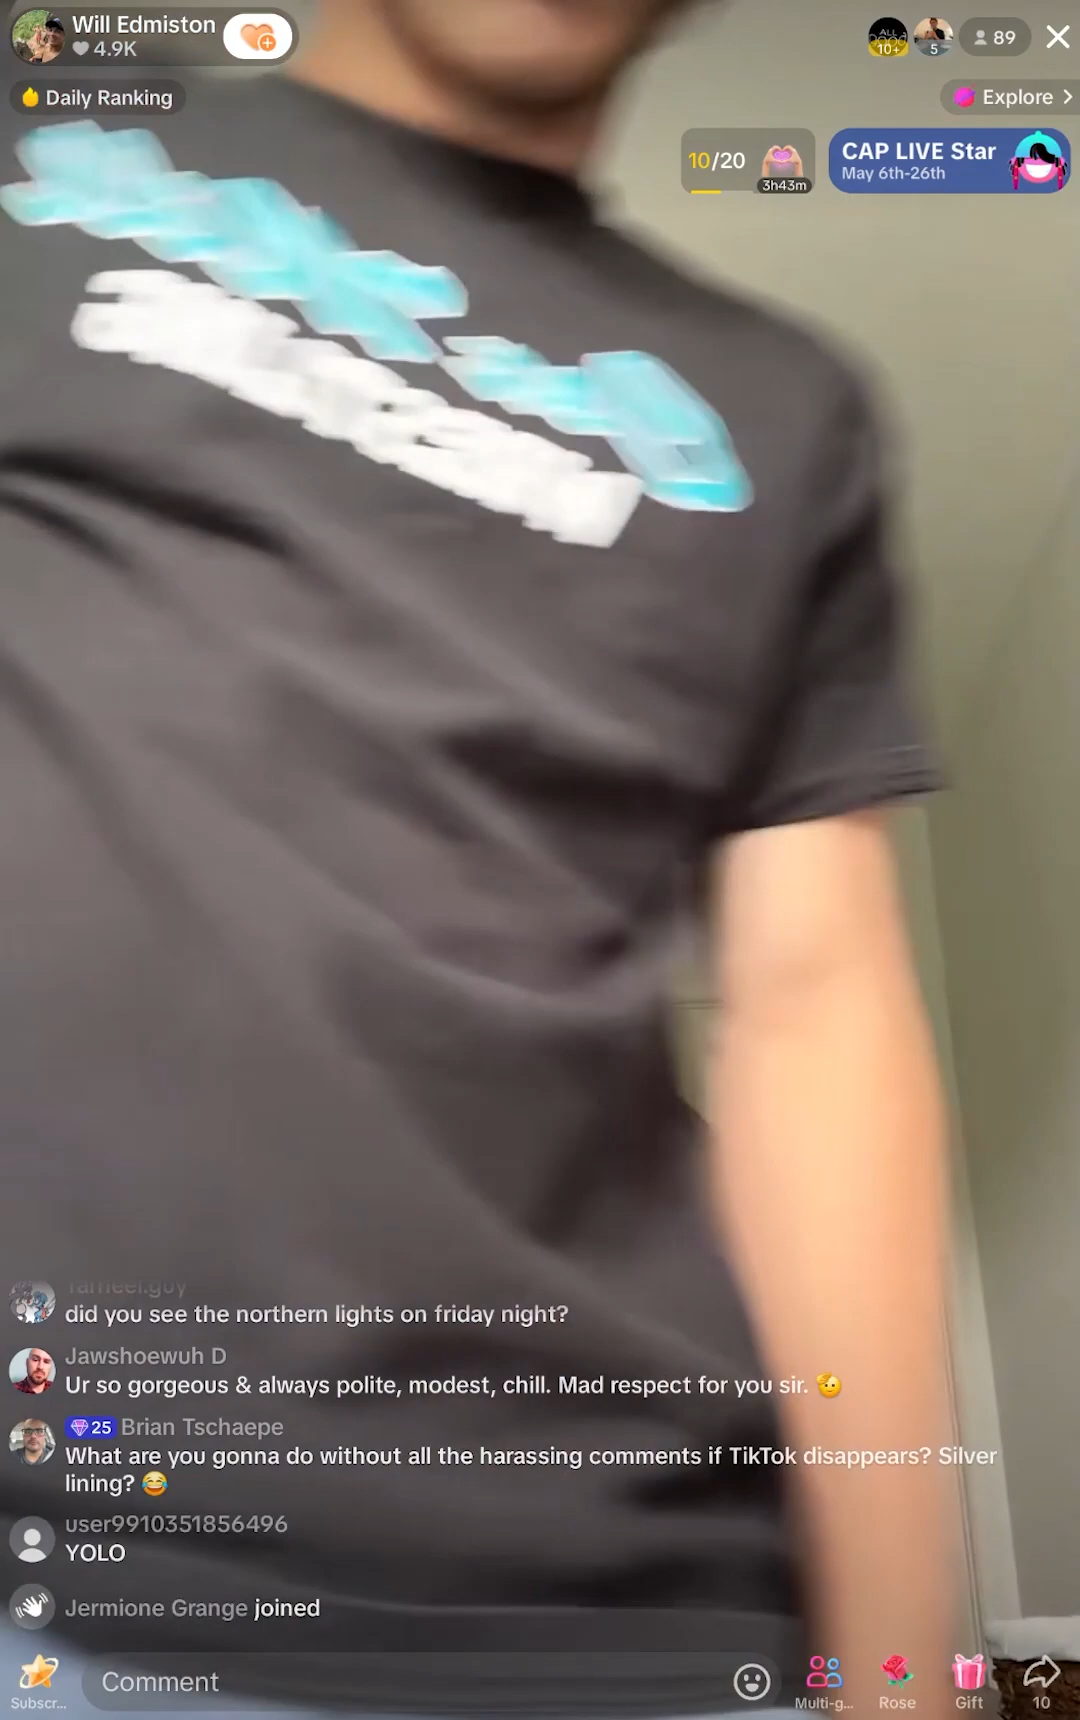 Will Edmiston
4.9K
ALL
10+
5
89
Daily Ranking
Explore
10/20
3h43m
CAP LIVE Star
May 6th-26th
did you see the northern lights on friday night?
Jawshoewuh D
Ur so gorgeous & always polite, modest, chill. Mad respect for you sir. 🫡
25 Brian Tschaepe
What are you gonna do without all the harassing comments if TikTok disappears? Silver
lining? 😂
user9910351856496
YOLO
Jermione Grange joined
Subscr...
Comment
Multi-g...
Rose
Gift
10